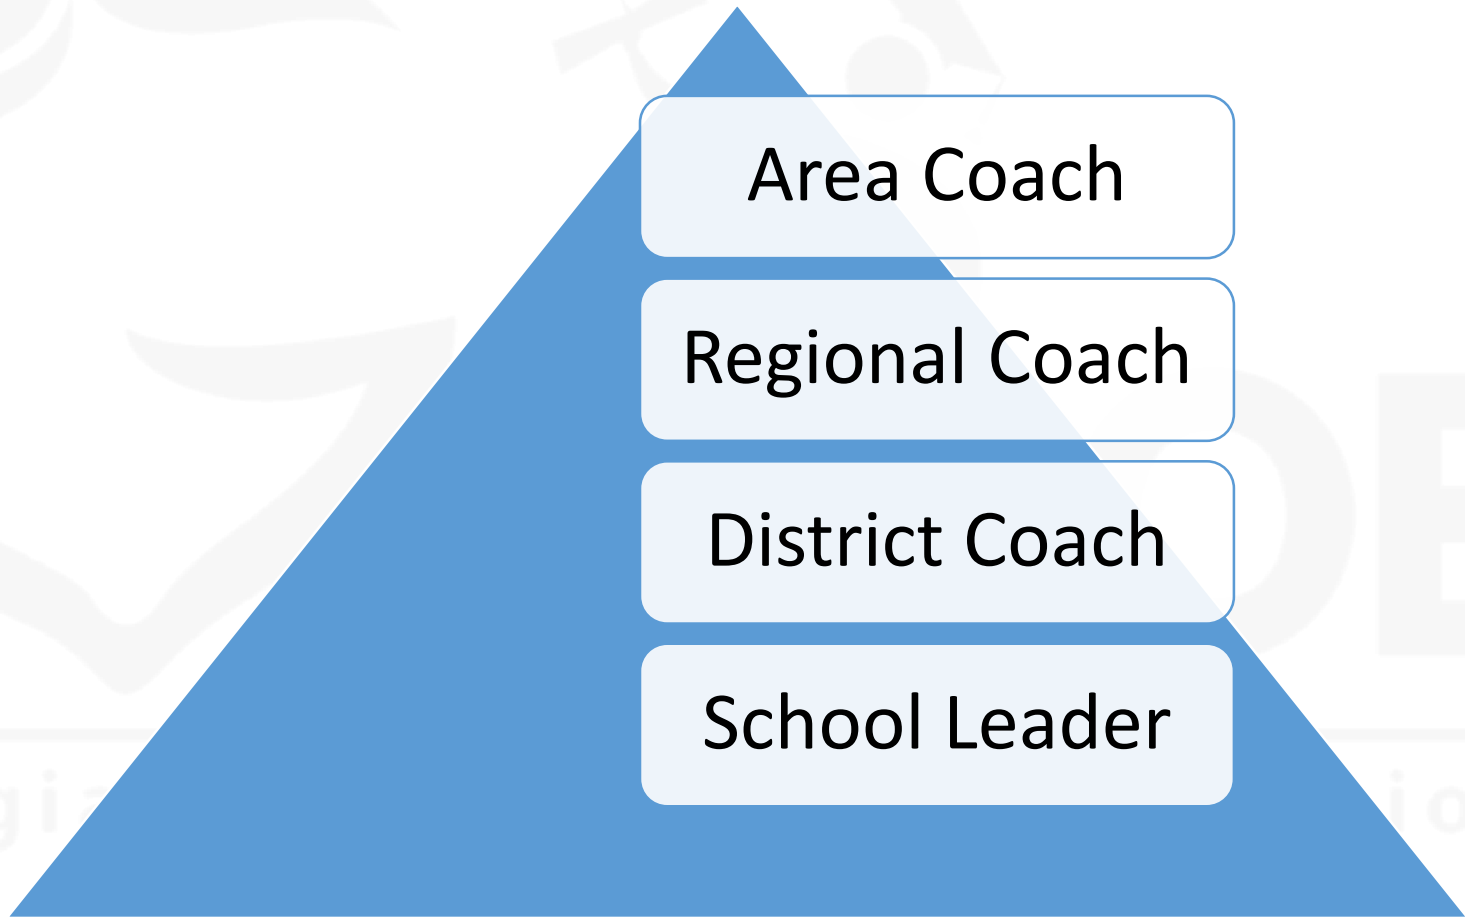 Area Coach
Regional Coach
District Coach
School Leader